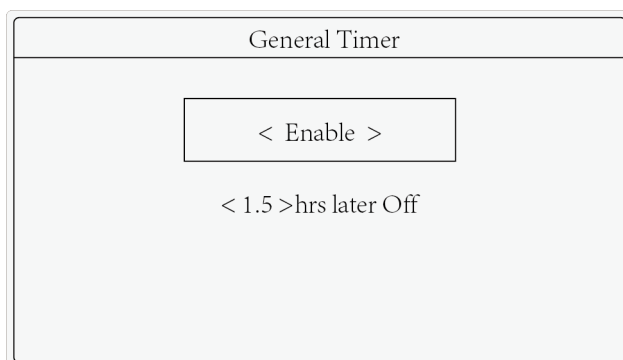 General Timer
< Enable >
< 1.5 >hrs later Off